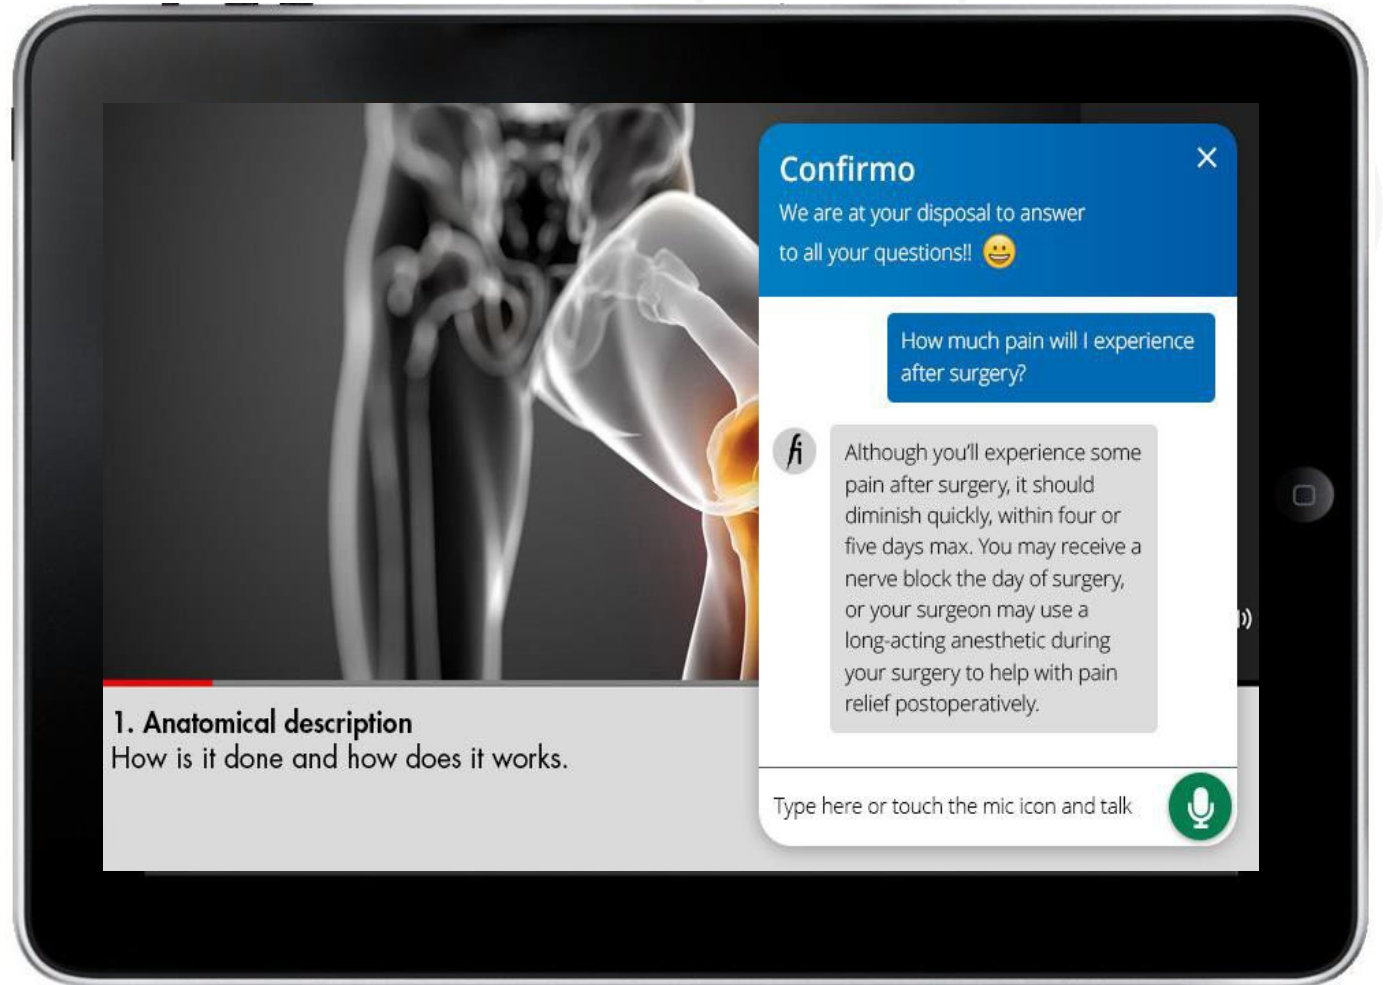 Confirmo
We are at your disposal to answer
to all your questions!! 😀
How much pain will I experience
after surgery?
fi
Although you'll experience some
pain after surgery, it should
diminish quickly, within four or
five days max. You may receive a
nerve block the day of surgery,
or your surgeon may use a
long-acting anesthetic during
your surgery to help with pain
relief postoperatively.
Type here or touch the mic icon and talk
1. Anatomical description
How is it done and how does it works.